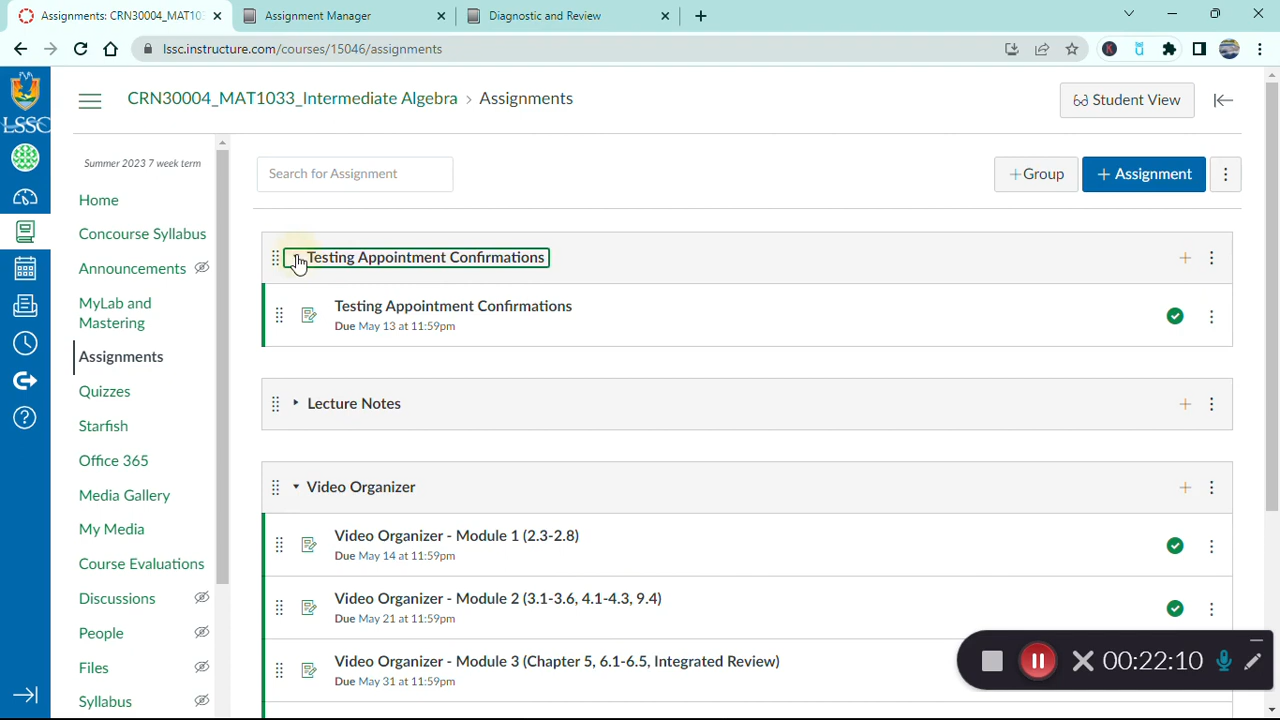 Assignments: CRN30004_MAT103
Assignment Manager
Diagnostic and Review
lssc.instructure.com/courses/15046/assignments
LSSC
CRN30004_MAT1033_Intermediate Algebra › Assignments
Student View
Summer 2023 7 week term
Search for Assignment
+Group
+ Assignment
Home
Concourse Syllabus
Announcements
MyLab and
Mastering
Assignments
Quizzes
Starfish
Office 365
Media Gallery
My Media
Course Evaluations
Discussions
People
Files
Syllabus
Testing Appointment Confirmations
Testing Appointment Confirmations
Due May 13 at 11:59pm
Lecture Notes
Video Organizer
Video Organizer - Module 1 (2.3-2.8)
Due May 14 at 11:59pm
Video Organizer - Module 2 (3.1-3.6, 4.1-4.3, 9.4)
Due May 21 at 11:59pm
Video Organizer - Module 3 (Chapter 5, 6.1-6.5, Integrated Review)
Due May 31 at 11:59pm
00:22:10